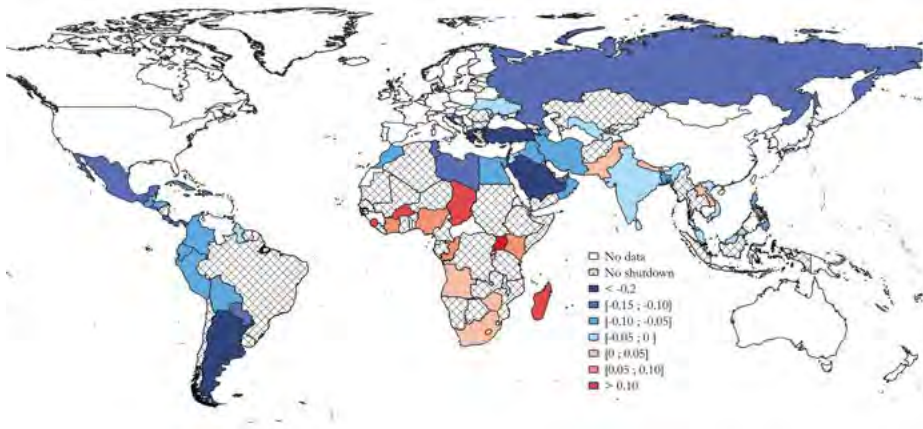 No data
No shutdown
< -0.2
[-0.15 ; -0.10]
[-0.10 ; -0.05]
[-0.05 ; 0 ]
[0 ; 0.05]
[0.05 ; 0.10]
> 0.10